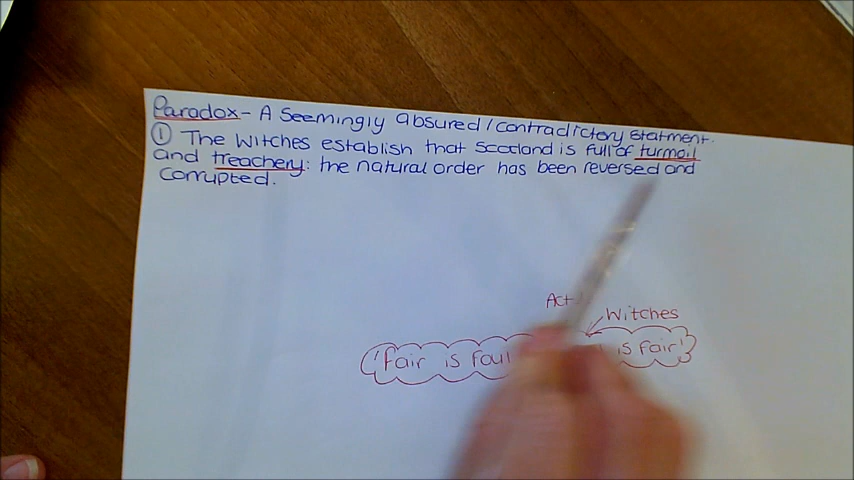 Paradox - A seemingly absured / contradictory statment.
① The Witches establish that Scotland is full of turmoil
and treachery: the natural order has been reversed and
corrupted.
Act
Witches
'fair is foul is fair!'